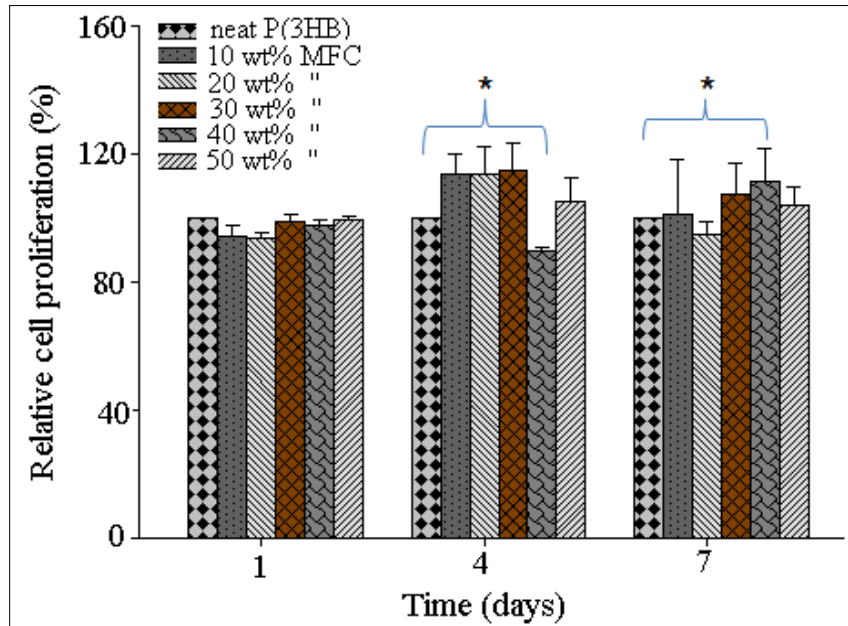 Relative cell proliferation (%)
160
120
80
40
0
neat P(3HB)
10 wt% MFC
20 wt% "
30 wt% "
40 wt% "
50 wt% "
*
*
1
4
7
Time (days)